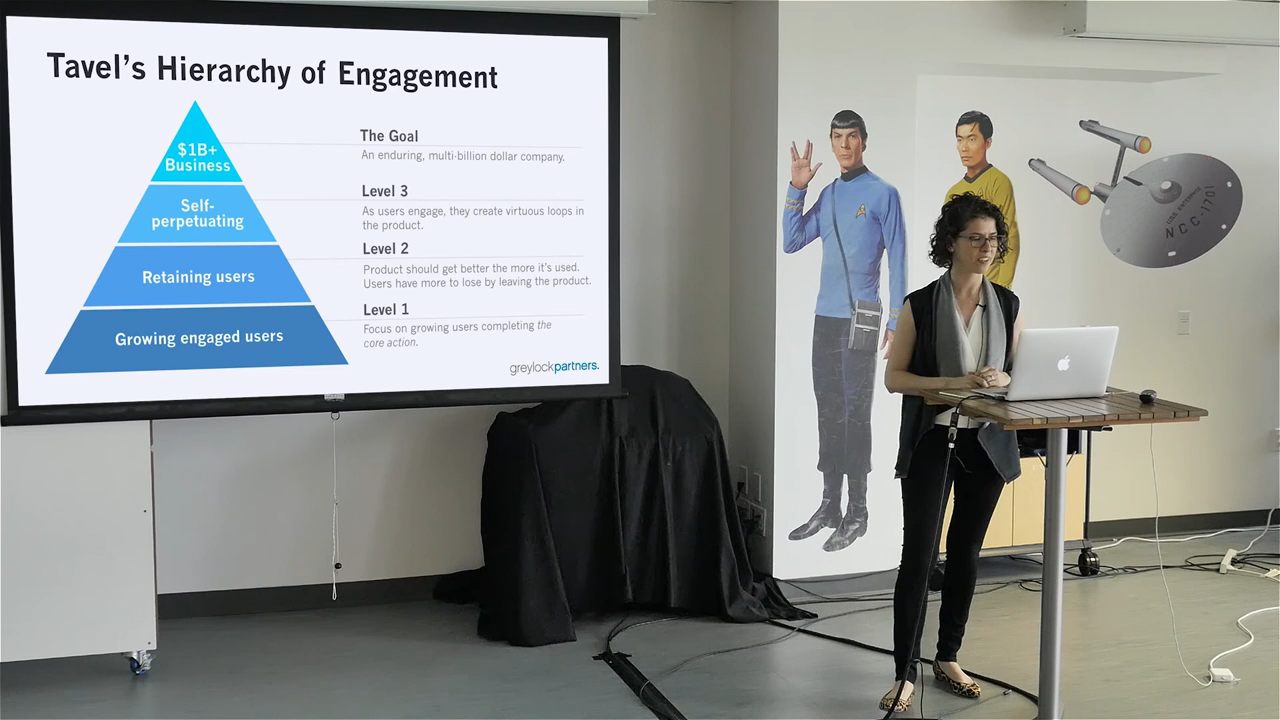 Tavel's Hierarchy of Engagement
$1B+
Business
Self-
perpetuating
Retaining users
Growing engaged users
The Goal
An enduring, multi-billion dollar company.
Level 3
As users engage, they create virtuous loops in
the product.
Level 2
Product should get better the more it's used.
Users have more to lose by leaving the product.
Level 1
Focus on growing users completing the
core action.
greylockpartners.
USS ENTERPRISE
NCC-1701